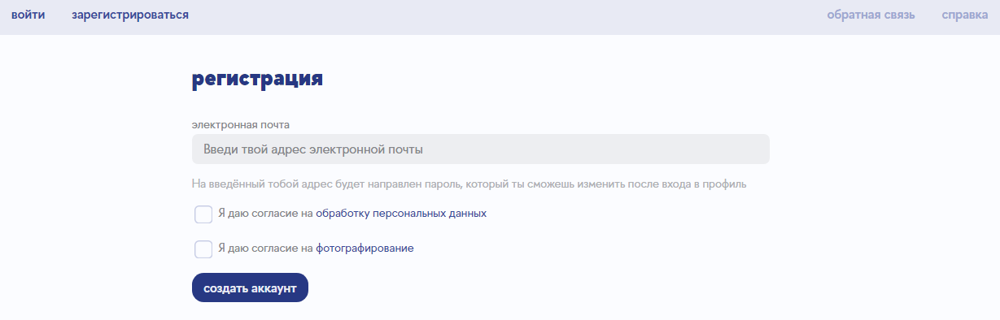 войти зарегистрироваться обратная связь справка
регистрация
электронная почта
Введи твой адрес электронной почты
На введённый тобой адрес будет направлен пароль, который ты сможешь изменить после входа в профиль
Я даю согласие на обработку персональных данных
Я даю согласие на фотографирование
создать аккаунт